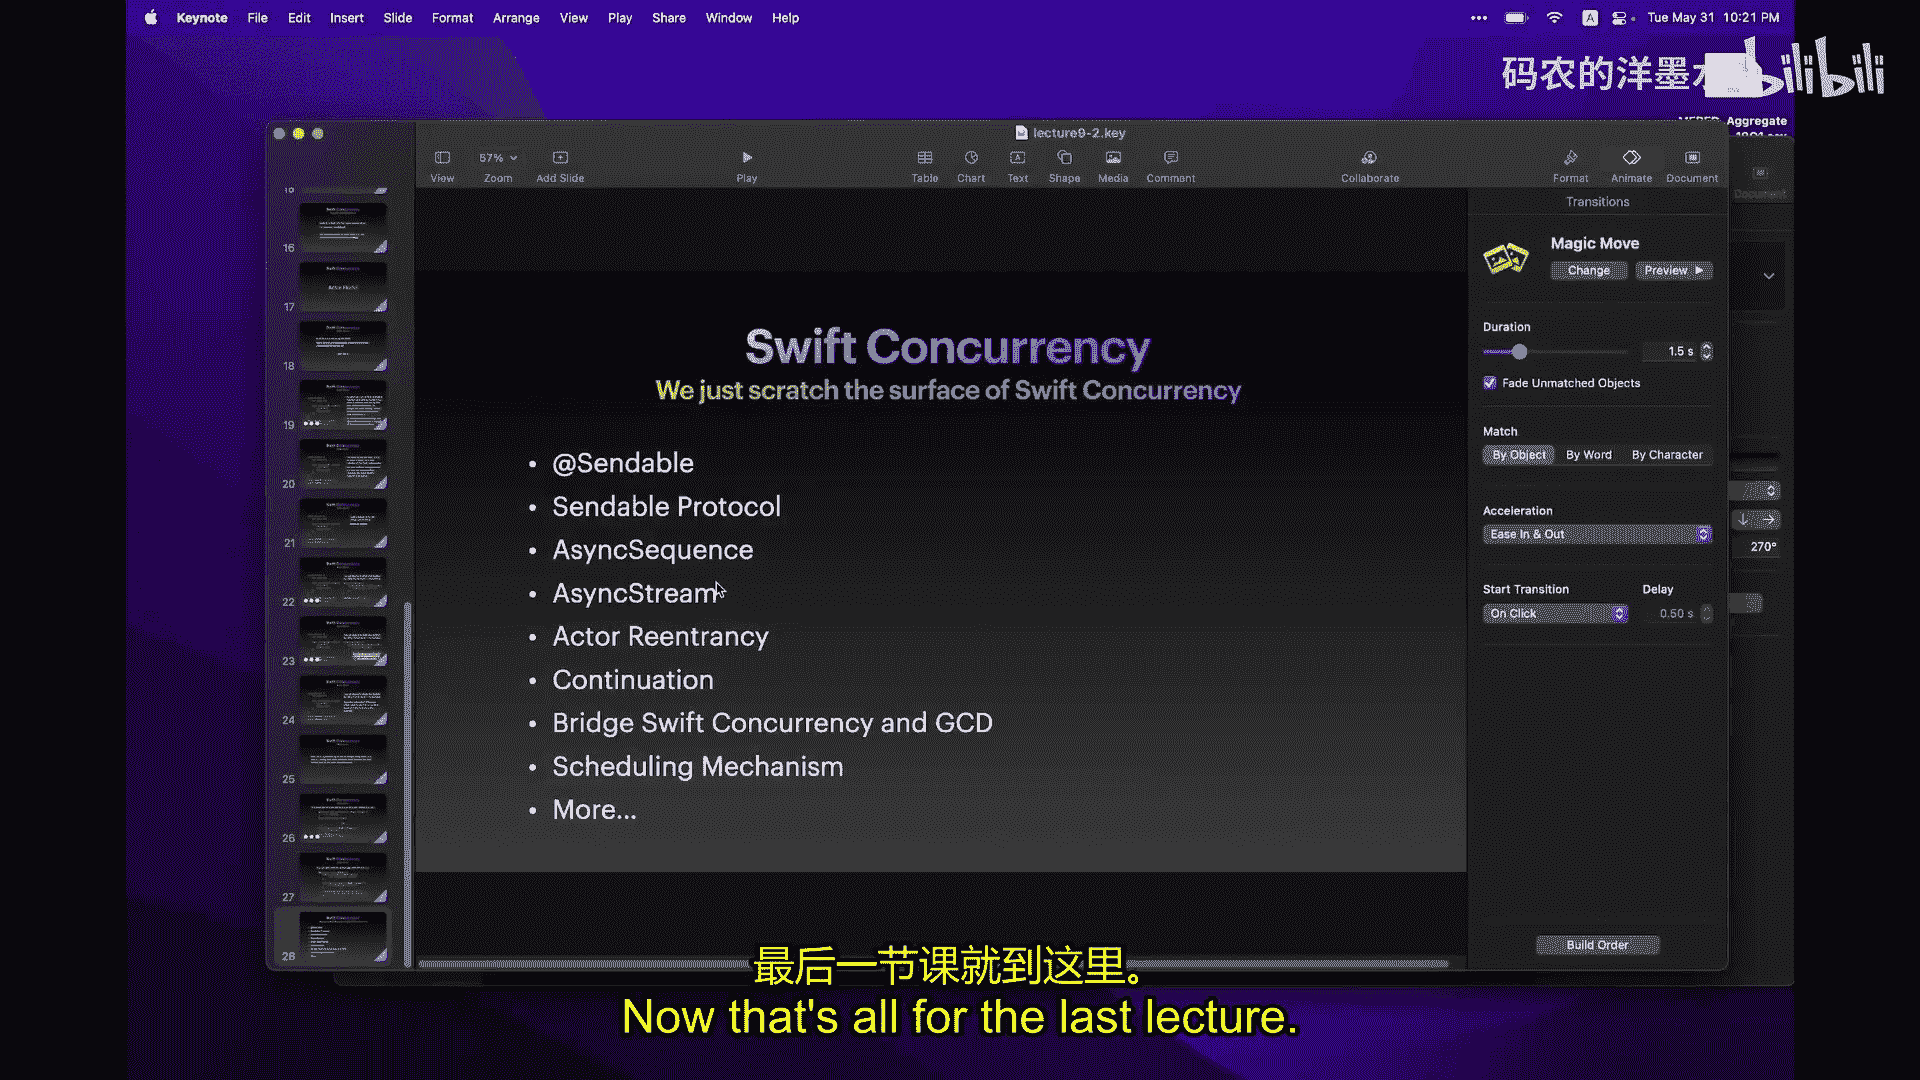 Keynote File Edit Insert Slide Format Arrange View Play Share Window Help
A Tue May 31 10:21 PM
码农的洋墨
bilibili
Aggregate
lecture9-2.key
57%
View Zoom Add Slide Play Table Chart Text Shape Media Comment Collaborate Format Animate Document
Document
Transitions
Magic Move
Change Preview
Duration
1.5 s
Fade Unmatched Objects
Match
By Object By Word By Character
Acceleration
Ease In & Out
270°
Start Transition Delay
On Click 0.50 s
Build Order
16
17
18
19
20
21
22
23
24
25
26
27
28
Swift Concurrency
We just scratch the surface of Swift Concurrency
• @Sendable
• Sendable Protocol
• AsyncSequence
• AsyncStream
• Actor Reentrancy
• Continuation
• Bridge Swift Concurrency and GCD
• Scheduling Mechanism
• More...
最后一节课就到这里。
Now that's all for the last lecture.